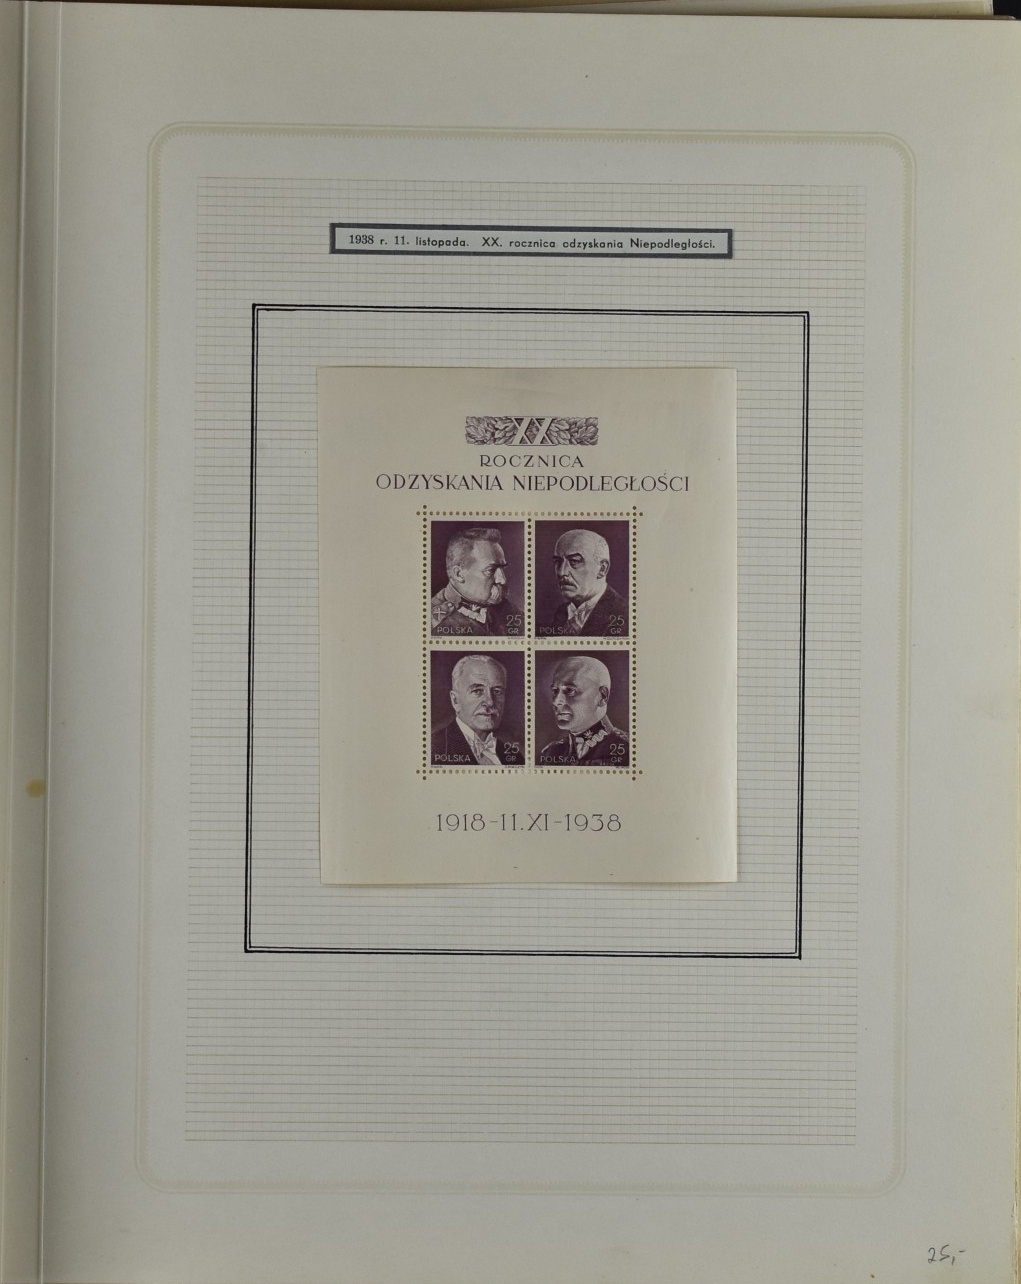 1938 r. 11. listopada. XX. rocznica odzyskania Niepodległości.
XX
ROCZNICA
ODZYSKANIA NIEPODLEGŁOŚCI
POLSKA 25 GR
POLSKA 25 GR
POLSKA 25 GR
POLSKA 25 GR
1918-11.XI-1938
25,-